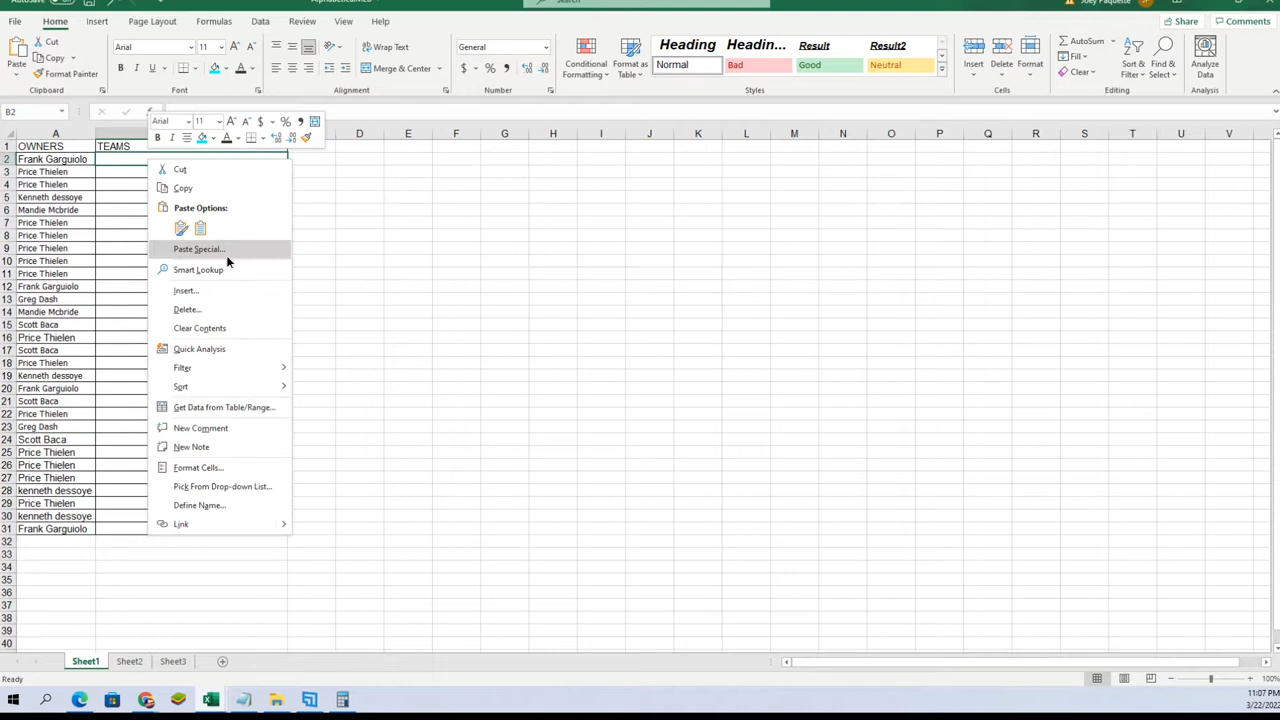 Search
Joey Paquette
File Home Insert Page Layout Formulas Data Review View Help Share Comments
Cut Arial 11 Wrap Text General Heading Headin... Result Result2 AutoSum
Copy Fill
Paste Format Painter Merge & Center Conditional Formatting Format as Table Normal Bad Good Neutral Insert Delete Format Clear Sort & Filter Find & Select Analyze Data
Clipboard Font Alignment Number Styles Cells Editing Analysis
B2
Arial 11
A D E F G H I J K L M N O P Q R S T U V
1 OWNERS TEAMS
2 Frank Garguiolo
3 Price Thielen
4 Price Thielen
5 Kenneth dessoye
6 Mandie Mcbride
7 Price Thielen
8 Price Thielen
9 Price Thielen
10 Price Thielen
11 Price Thielen
12 Frank Garguiolo
13 Greg Dash
14 Mandie Mcbride
15 Scott Baca
16 Price Thielen
17 Scott Baca
18 Price Thielen
19 Kenneth dessoye
20 Frank Garguiolo
21 Scott Baca
22 Price Thielen
23 Greg Dash
24 Scott Baca
25 Price Thielen
26 Price Thielen
27 Price Thielen
28 kenneth dessoye
29 Price Thielen
30 kenneth dessoye
31 Frank Garguiolo
32
33
34
35
36
37
38
39
40
Cut
Copy
Paste Options:
Paste Special...
Smart Lookup
Insert...
Delete...
Clear Contents
Quick Analysis
Filter
Sort
Get Data from Table/Range...
New Comment
New Note
Format Cells...
Pick From Drop-down List...
Define Name...
Link
Sheet1 Sheet2 Sheet3
Ready 100%
11:07 PM